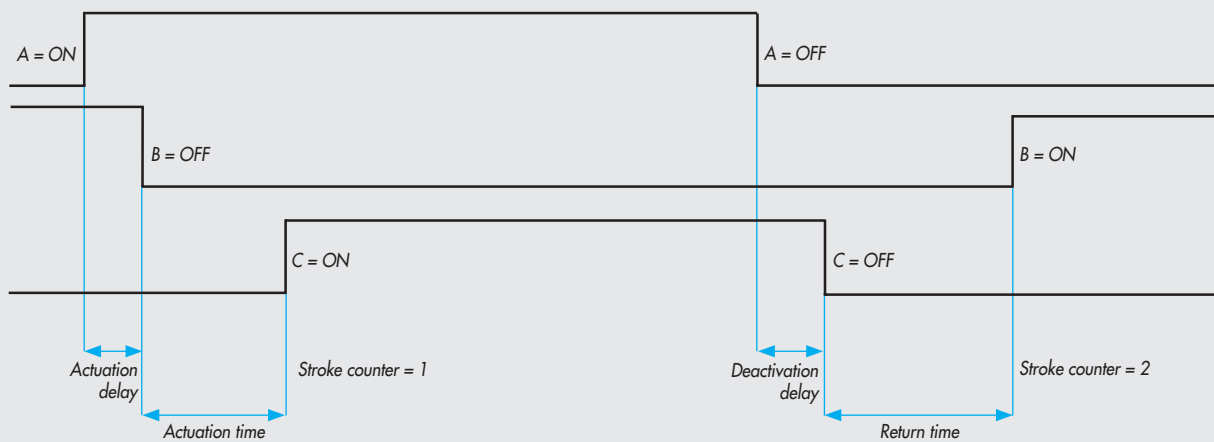 A = ON
A = OFF
B = OFF
B = ON
C = ON
C = OFF
Actuation
delay
Stroke counter = 1
Deactivation
delay
Stroke counter = 2
Actuation time
Return time